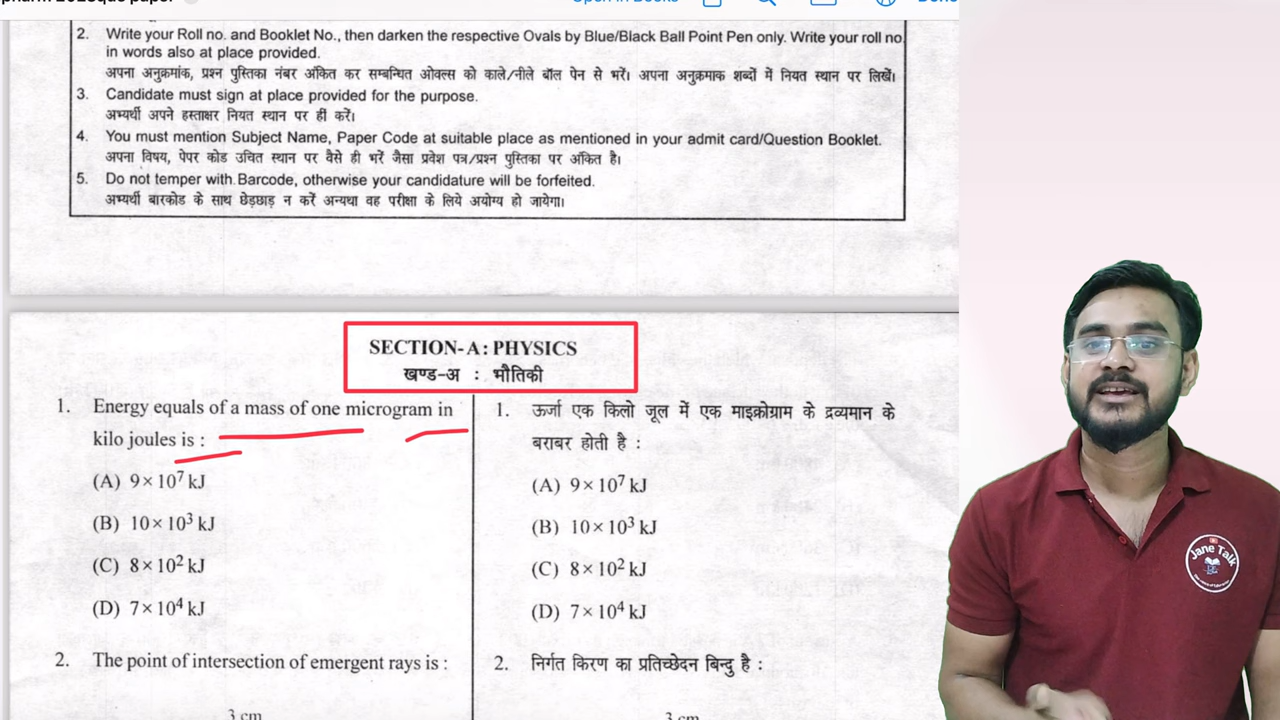 Open in Books
2. Write your Roll no. and Booklet No., then darken the respective Ovals by Blue/Black Ball Point Pen only. Write your roll no
in words also at place provided.
अपना अनुक्रमांक, प्रश्न पुस्तिका नंबर अंकित कर सम्बन्धित ओवल्स को काले/नीले बॉल पेन से भरें। अपना अनुक्रमाक शब्दों में नियत स्थान पर लिखें।
3. Candidate must sign at place provided for the purpose.
अभ्यर्थी अपने हस्ताक्षर नियत स्थान पर हीं करें।
4. You must mention Subject Name, Paper Code at suitable place as mentioned in your admit card/Question Booklet.
अपना विषय, पेपर कोड उचित स्थान पर वैसे ही भरें जैसा प्रवेश पत्र/प्रश्न पुस्तिका पर अंकित है।
5. Do not temper with Barcode, otherwise your candidature will be forfeited.
अभ्यर्थी बारकोड के साथ छेड़छाड़ न करें अन्यथा वह परीक्षा के लिये अयोग्य हो जायेगा।
SECTION-A: PHYSICS
खण्ड-अ : भौतिकी
1. Energy equals of a mass of one microgram in
kilo joules is :
(A) 9× 10⁷ kJ
(B) 10× 10³ kJ
(C) 8× 10² kJ
(D) 7× 10⁴ kJ
2. The point of intersection of emergent rays is :
3 cm
1. ऊर्जा एक किलो जूल में एक माइक्रोग्राम के द्रव्यमान के
बराबर होती है :
(A) 9× 10⁷ kJ
(B) 10× 10³ kJ
(C) 8× 10² kJ
(D) 7× 10⁴ kJ
2. निर्गत किरण का प्रतिच्छेदन बिन्दु है :
3 cm
Jane Talk